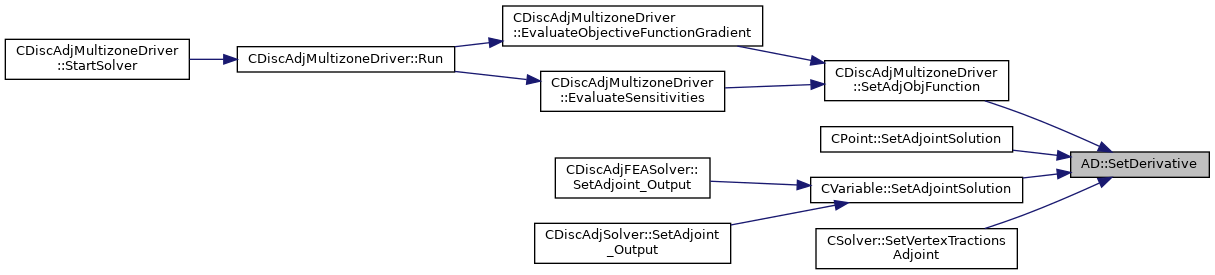 CDiscAdjMultizoneDriver
::StartSolver
CDiscAdjMultizoneDriver::Run
CDiscAdjMultizoneDriver
::EvaluateObjectiveFunctionGradient
CDiscAdjMultizoneDriver
::EvaluateSensitivities
CDiscAdjMultizoneDriver
::SetAdjObjFunction
CPoint::SetAdjointSolution
AD::SetDerivative
CDiscAdjFEASolver::
SetAdjoint_Output
CVariable::SetAdjointSolution
CDiscAdjSolver::SetAdjoint
_Output
CSolver::SetVertexTractions
Adjoint